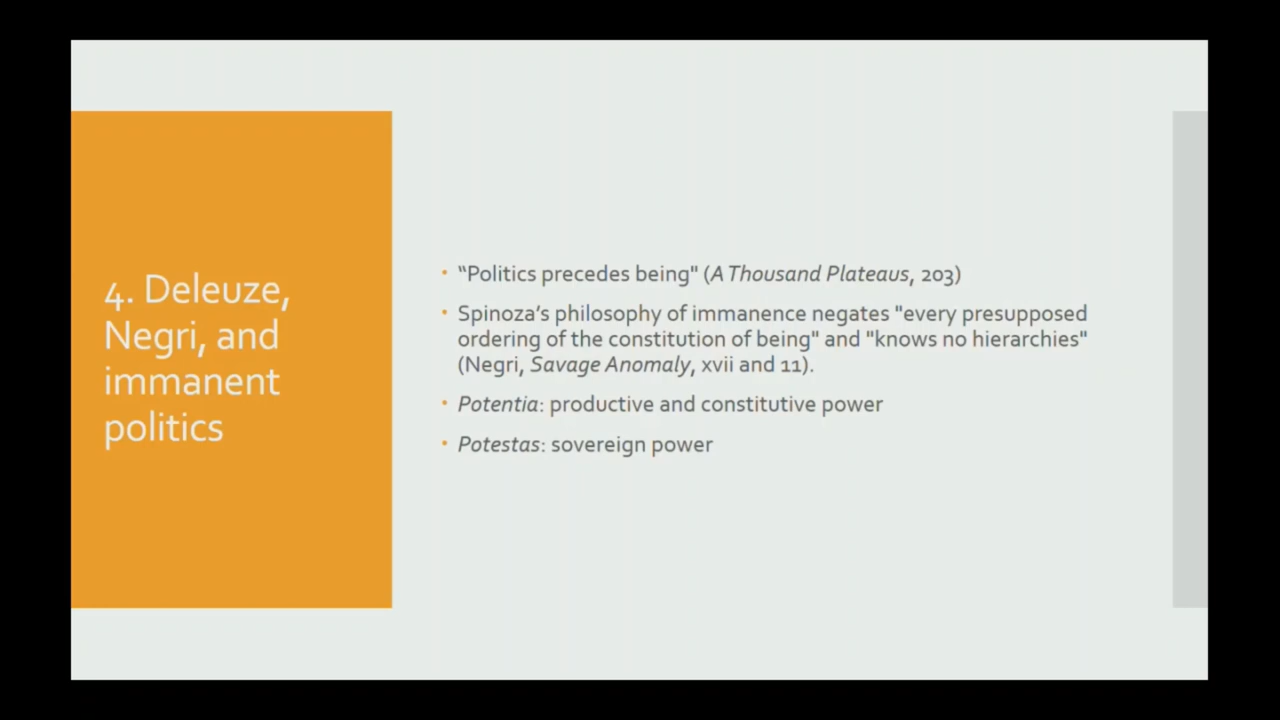 4. Deleuze,
Negri, and
immanent
politics
• “Politics precedes being" (A Thousand Plateaus, 203)
• Spinoza’s philosophy of immanence negates "every presupposed
ordering of the constitution of being" and "knows no hierarchies"
(Negri, Savage Anomaly, xvii and 11).
• Potentia: productive and constitutive power
• Potestas: sovereign power